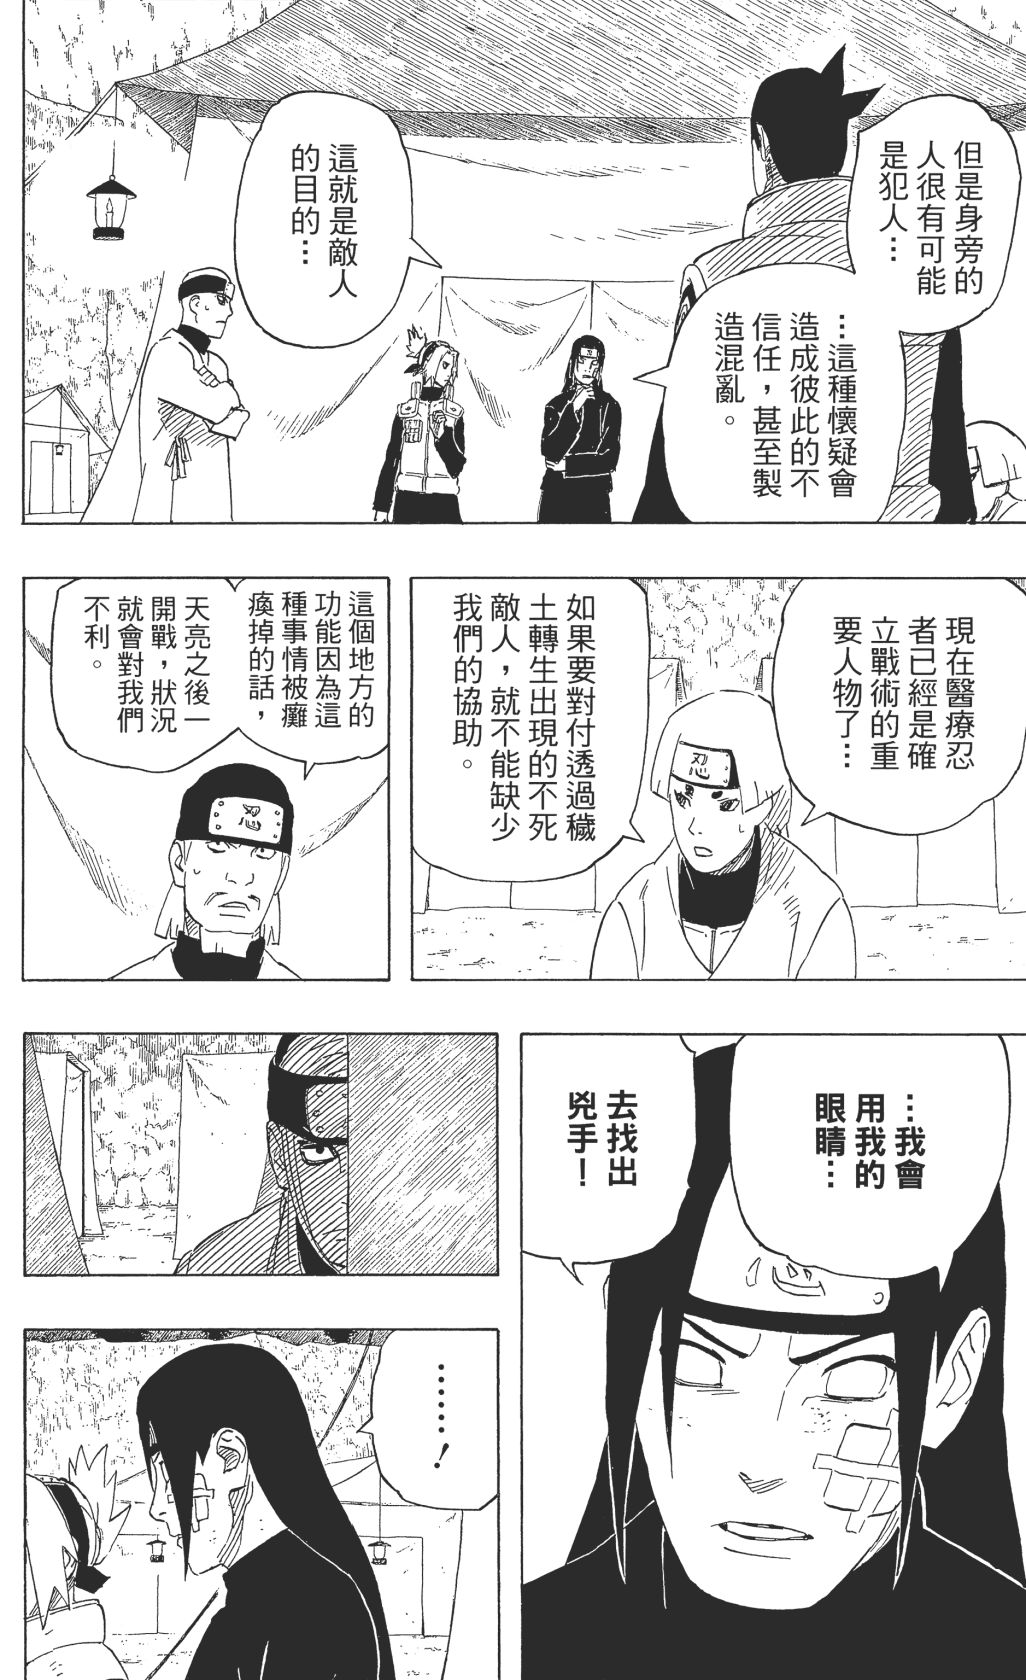 但是身旁的
人很有可能
是犯人…
…這種懷疑會
造成彼此的不
信任，甚至製
造混亂。
這就是敵人
的目的…
現在醫療忍
者已經是確
立戰術的重
要人物了…
如果要對付透過穢
土轉生出現的不死
敵人，就不能缺少
我們的協助。
忍
這個地方的
功能因為這
種事情被癱
瘓掉的話，
天亮之後一
開戰，狀況
就會對我們
不利。
忍
…我會
用我的
眼睛…
去找出
兇手！
………！